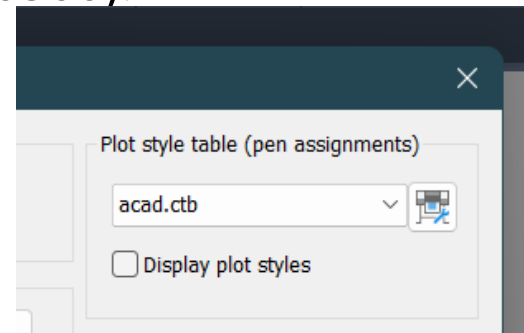 Plot style table (pen assignments)
acad.ctb
Display plot styles